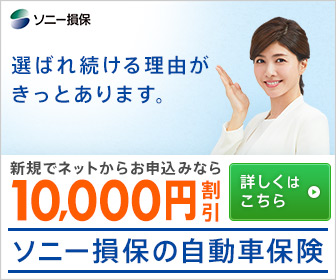 ソニー損保
選ばれ続ける理由が
きっとあります。
新規でネットからお申込みなら
10,000円割引
詳しくは
こちら
ソニー損保の自動車保険